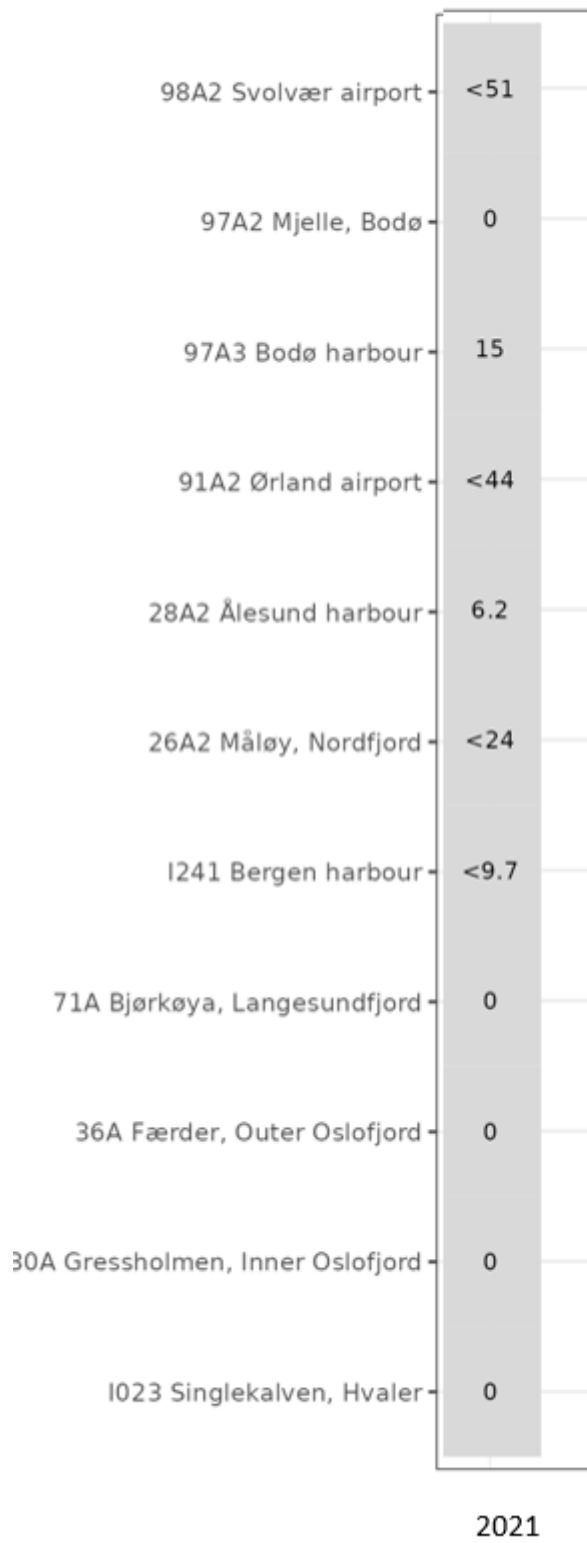 98A2 Svolvær airport <51
97A2 Mjelle, Bodø 0
97A3 Bodø harbour 15
91A2 Ørland airport <44
28A2 Ålesund harbour 6.2
26A2 Måløy, Nordfjord <24
I241 Bergen harbour <9.7
71A Bjørkøya, Langesundfjord 0
36A Færder, Outer Oslofjord 0
30A Gressholmen, Inner Oslofjord 0
I023 Singlekalven, Hvaler 0
2021